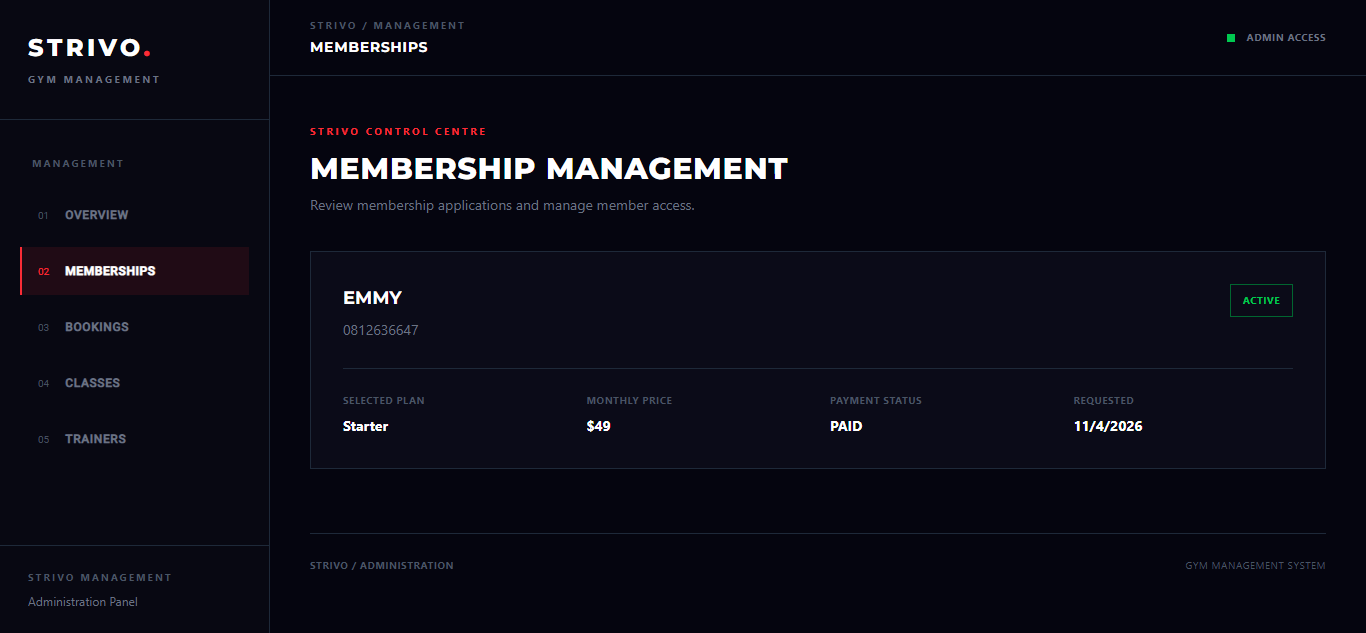 STRIVO.
GYM MANAGEMENT
MANAGEMENT
01 OVERVIEW
02 MEMBERSHIPS
03 BOOKINGS
04 CLASSES
05 TRAINERS
STRIVO MANAGEMENT
Administration Panel
STRIVO / MANAGEMENT
MEMBERSHIPS
ADMIN ACCESS
STRIVO CONTROL CENTRE
MEMBERSHIP MANAGEMENT
Review membership applications and manage member access.
EMMY
ACTIVE
0812636647
SELECTED PLAN MONTHLY PRICE PAYMENT STATUS REQUESTED
Starter $49 PAID 11/4/2026
STRIVO / ADMINISTRATION GYM MANAGEMENT SYSTEM